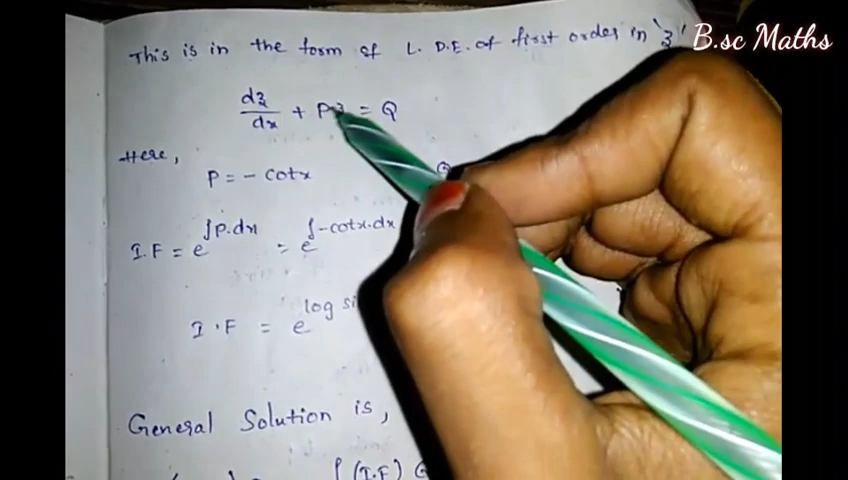 This is in the form of L.D.E. of first order in 'z'
B.sc Maths
dz/dx + Pz = Q
Here,
P = - cotx
I.F = e^∫P.dx = e^∫-cotx.dx
I.F = e^log
General Solution is,
∫(I.F) Q